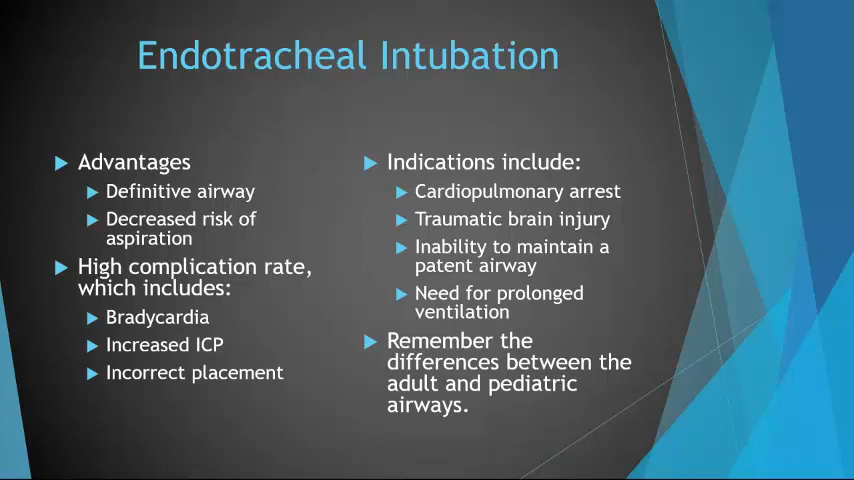 Endotracheal Intubation
Advantages
Definitive airway
Decreased risk of
aspiration
High complication rate,
which includes:
Bradycardia
Increased ICP
Incorrect placement
Indications include:
Cardiopulmonary arrest
Traumatic brain injury
Inability to maintain a
patent airway
Need for prolonged
ventilation
Remember the
differences between the
adult and pediatric
airways.